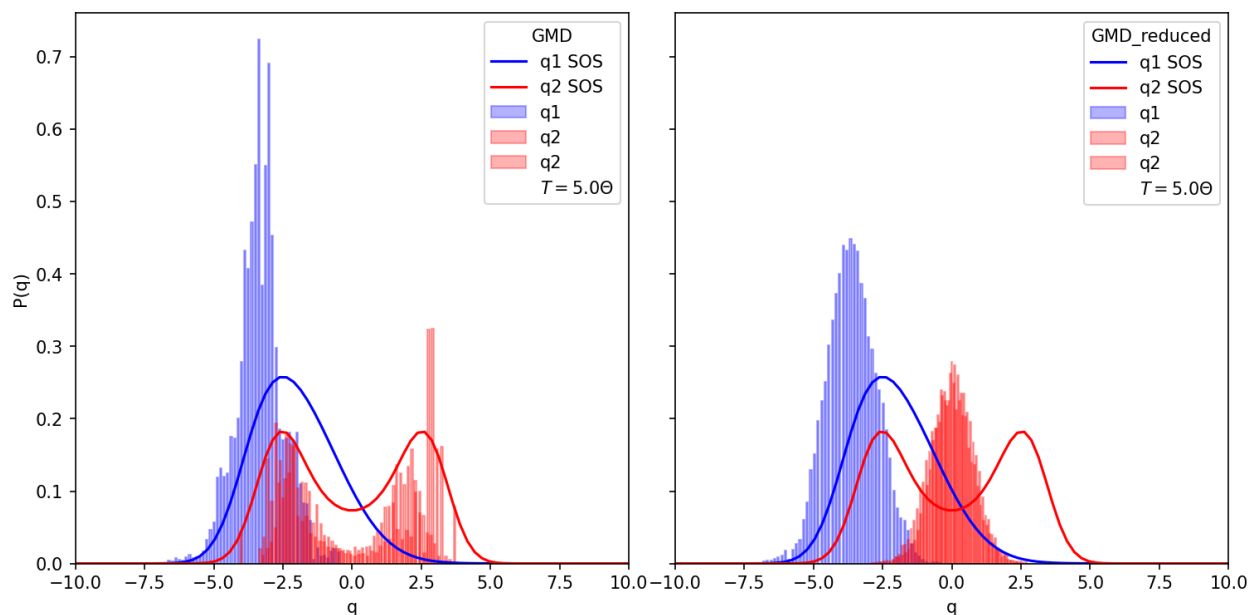 GMD
q1 SOS
q2 SOS
q1
q2
q2
T = 5.0Θ
GMD_reduced
q1 SOS
q2 SOS
q1
q2
q2
T = 5.0Θ
P(q)
0.7
0.6
0.5
0.4
0.3
0.2
0.1
0.0
−10.0 −7.5 −5.0 −2.5 0.0 2.5 5.0 7.5 10.0
−10.0 −7.5 −5.0 −2.5 0.0 2.5 5.0 7.5 10.0
q
q